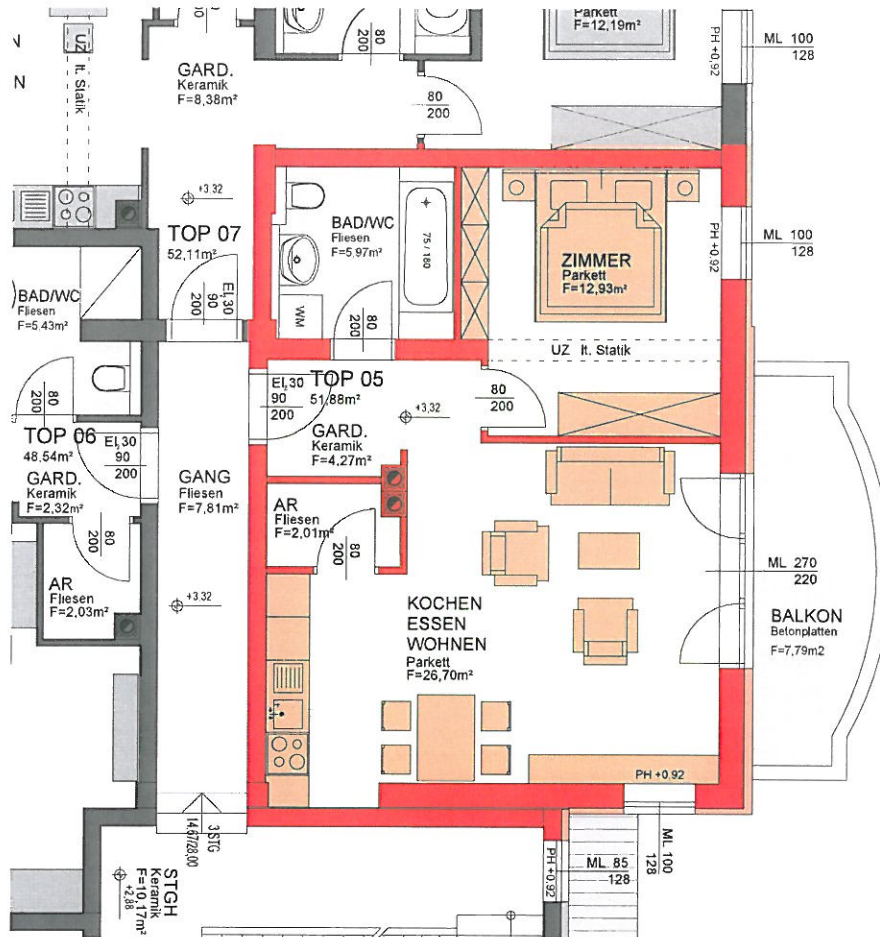 Parkett
F=12,19m²
ML 100
128
PH +0,92
80
200
UZ
lt. Statik
N
N
GARD.
Keramik
F=8,38m²
80
200
+3.32
TOP 07
52,11m²
BAD/WC
Fliesen
F=5,97m²
75 / 180
WM
80
200
ZIMMER
Parkett
F=12,93m²
PH +0,92
ML 100
128
UZ lt. Statik
BAD/WC
Fliesen
F=5,43m²
EI,30
90
200
80
200
EI,30
90
200
TOP 05
51,88m²
+3,32
GARD.
Keramik
F=4,27m²
80
200
TOP 06
48,54m²
EI,30
90
200
GARD.
Keramik
F=2,32m²
GANG
Fliesen
F=7,81m²
AR
Fliesen
F=2,01m²
80
200
80
200
AR
Fliesen
F=2,03m²
+3.32
ML 270
220
KOCHEN
ESSEN
WOHNEN
Parkett
F=26,70m²
BALKON
Betonplatten
F=7,79m2
PH +0.92
3 STG
14,67/28,00
ML 100
128
PH +0.92
ML 85
128
STGH
Keramik
F=10,17m²
+2,88